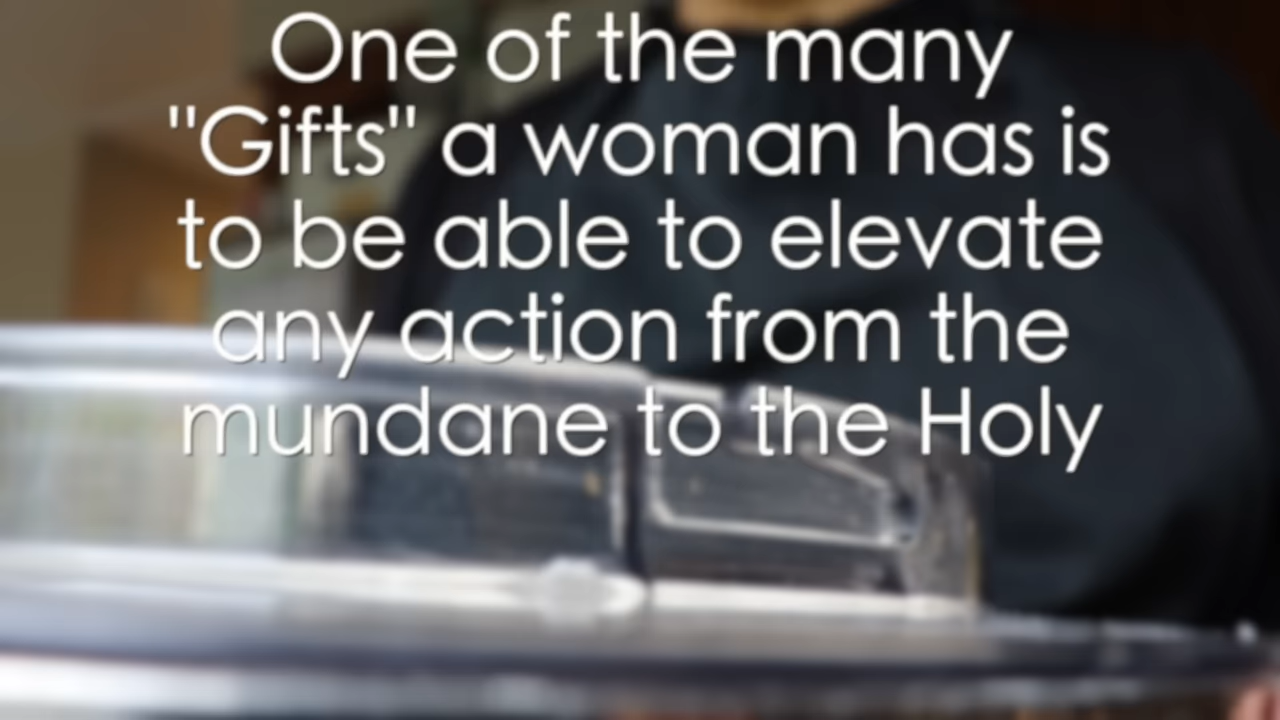 One of the many
"Gifts" a woman has is
to be able to elevate
any action from the
mundane to the Holy